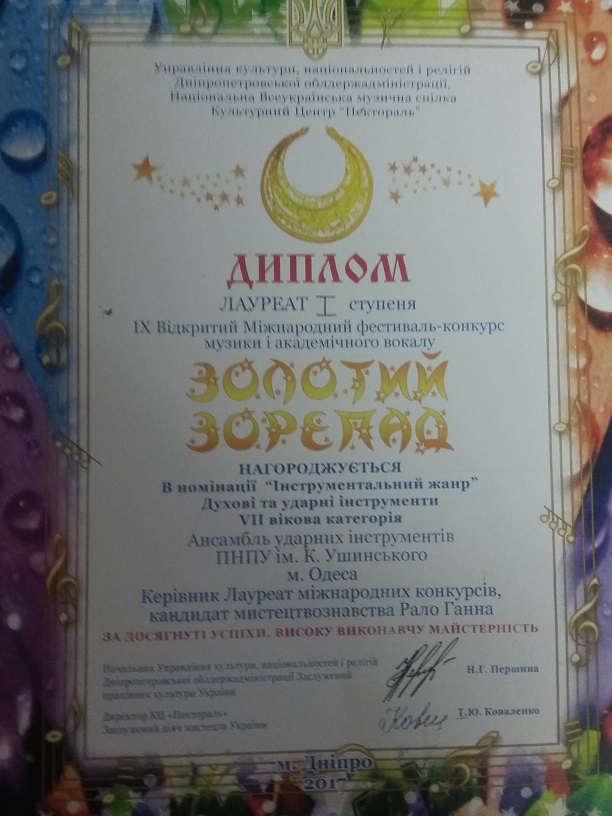 Управління культури, національностей і релігій
Дніпропетровської облдержадміністрації,
Національна Всеукраїнська музична спілка
Культурний Центр "Пектораль"
ДИПЛОМ
ЛАУРЕАТ I ступеня
IX Відкритий Міжнародний фестиваль-конкурс
музики і академічного вокалу
ЗОЛОТИЙ
ЗОРЕПАД
НАГОРОДЖУЄТЬСЯ
В номінації “Інструментальний жанр”
Духові та ударні інструменти
VII вікова категорія
Ансамбль ударних інструментів
ПНПУ ім. К. Ушинського
м. Одеса
Керівник Лауреат міжнародних конкурсів,
кандидат мистецтвознавства Рало Ганна
ЗА ДОСЯГНУТІ УСПІХИ, ВИСОКУ ВИКОНАВЧУ МАЙСТЕРНІСТЬ
Начальник Управління культури, національностей і релігій
Дніпропетровської облдержадміністрації Заслужений
працівник культури України
Н.Г. Першина
Директор КЦ «Пектораль»
Заслужений діяч мистецтв України
Т.Ю. Коваленко
м. Дніпро
2017